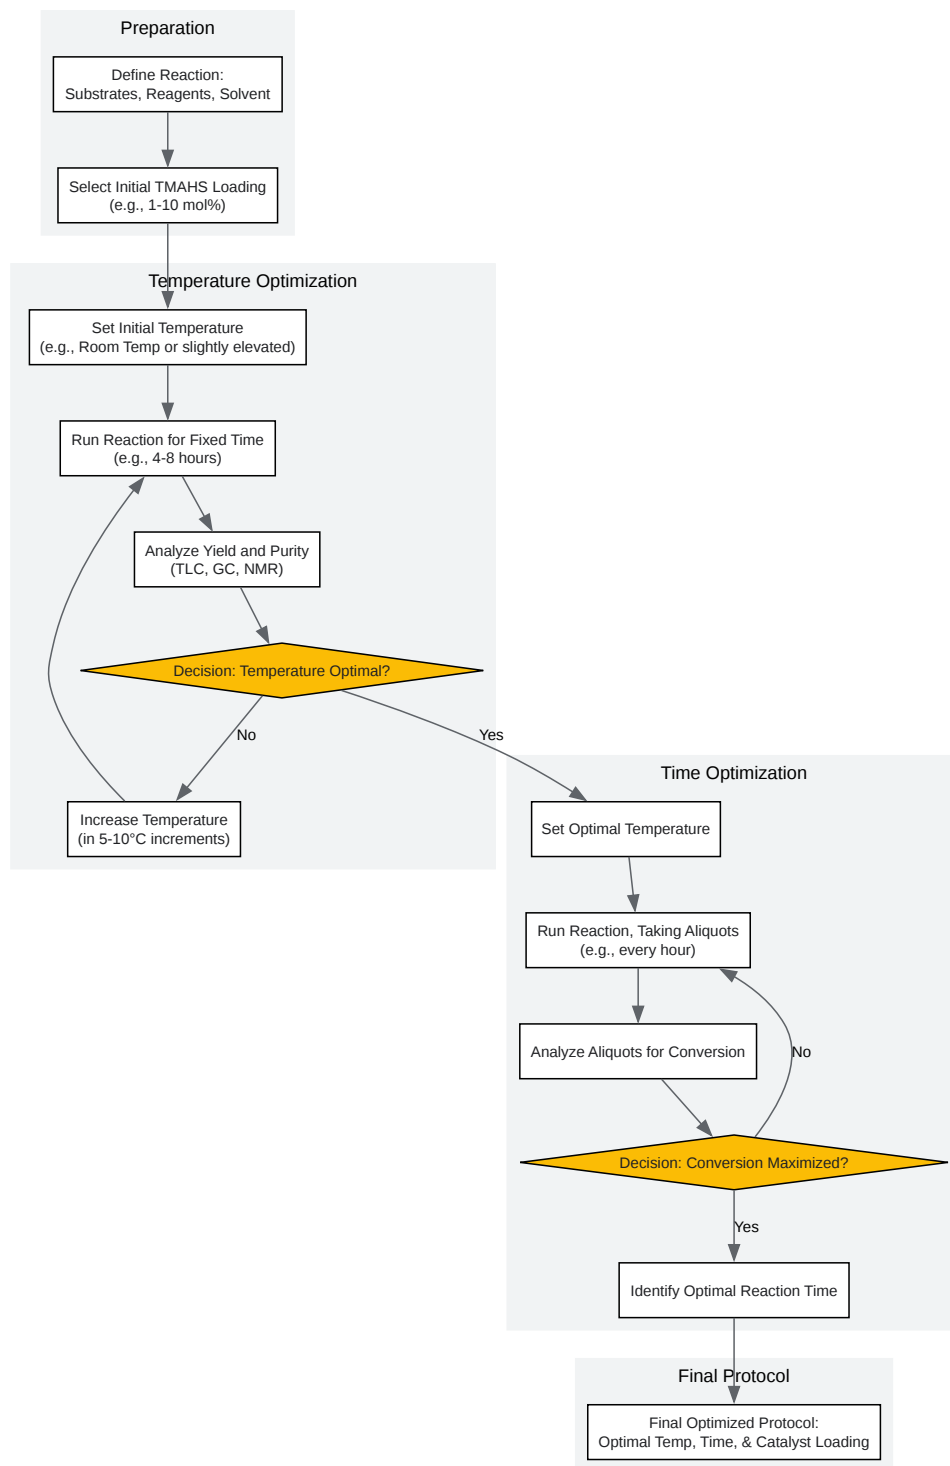 Preparation
Define Reaction:
Substrates, Reagents, Solvent
Select Initial TMAHS Loading
(e.g., 1-10 mol%)
Temperature Optimization
Set Initial Temperature
(e.g., Room Temp or slightly elevated)
Run Reaction for Fixed Time
(e.g., 4-8 hours)
Analyze Yield and Purity
(TLC, GC, NMR)
Decision: Temperature Optimal?
No
Yes
Increase Temperature
(in 5-10°C increments)
Time Optimization
Set Optimal Temperature
Run Reaction, Taking Aliquots
(e.g., every hour)
Analyze Aliquots for Conversion
No
Decision: Conversion Maximized?
Yes
Identify Optimal Reaction Time
Final Protocol
Final Optimized Protocol:
Optimal Temp, Time, & Catalyst Loading